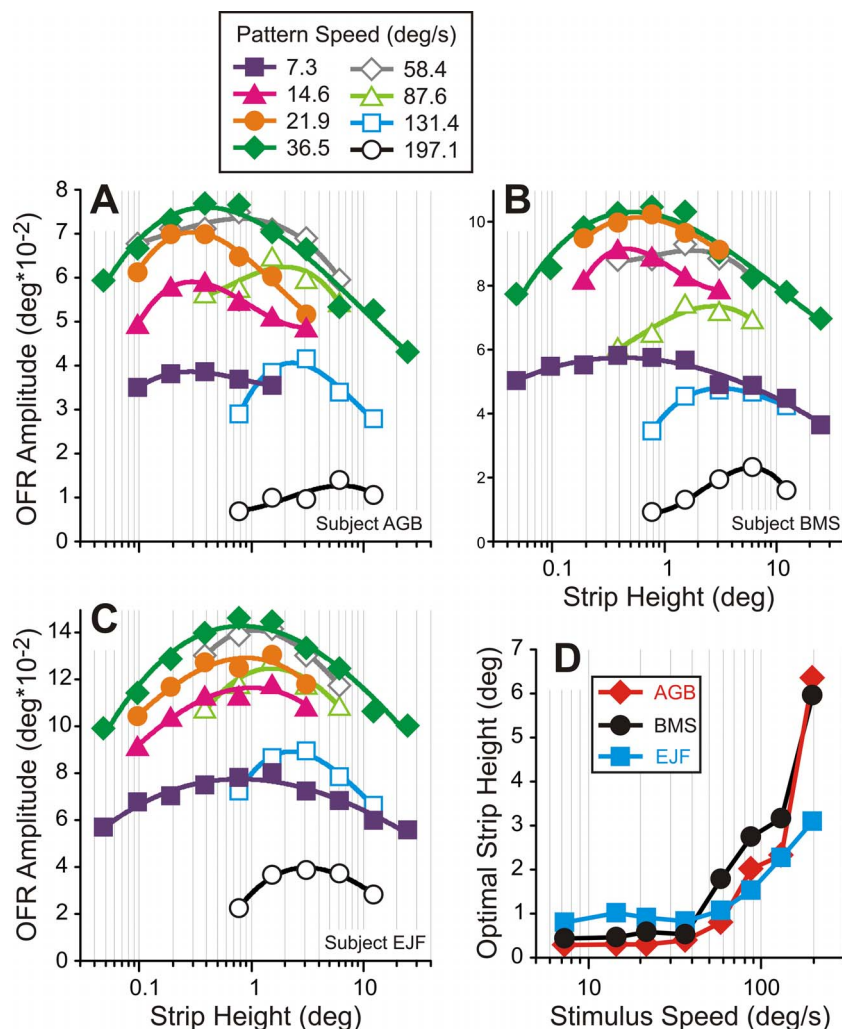 Pattern Speed (deg/s)
7.3 58.4
14.6 87.6
21.9 131.4
36.5 197.1
A
OFR Amplitude (deg*10-2)
8
7
6
5
4
3
2
1
0
0.1 1 10
Subject AGB
B
10
8
6
4
2
0
0.1 1 10
Subject BMS
Strip Height (deg)
C
OFR Amplitude (deg*10-2)
14
12
10
8
6
4
2
0
0.1 1 10
Subject EJF
Strip Height (deg)
D
Optimal Strip Height (deg)
7
6
5
4
3
2
1
0
AGB
BMS
EJF
10 100
Stimulus Speed (deg/s)